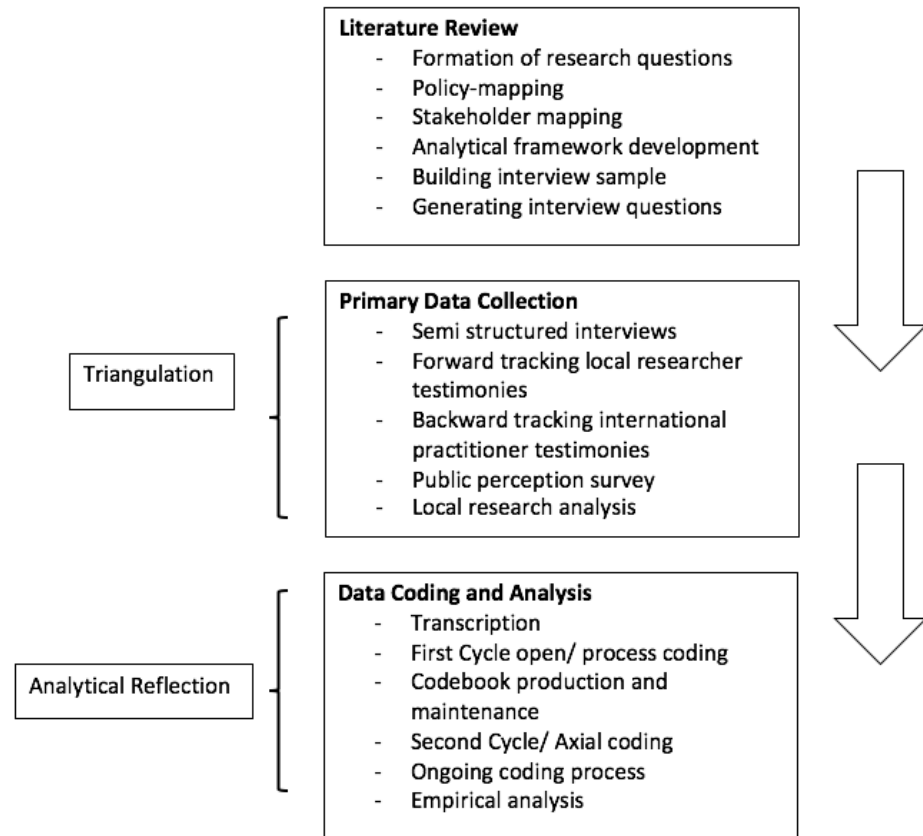 Literature Review
- Formation of research questions
- Policy-mapping
- Stakeholder mapping
- Analytical framework development
- Building interview sample
- Generating interview questions
Primary Data Collection
- Semi structured interviews
- Forward tracking local researcher
testimonies
- Backward tracking international
practitioner testimonies
- Public perception survey
- Local research analysis
Triangulation
Data Coding and Analysis
- Transcription
- First Cycle open/ process coding
- Codebook production and
maintenance
- Second Cycle/ Axial coding
- Ongoing coding process
- Empirical analysis
Analytical Reflection